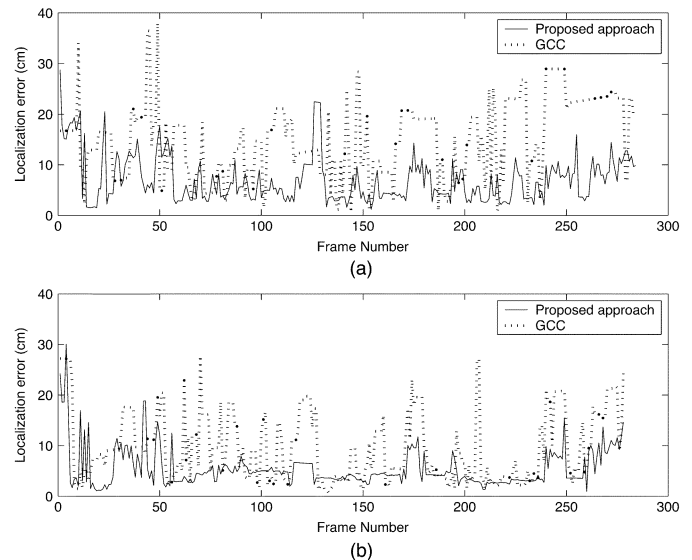 40
30
20
10
0
Localization error (cm)
Proposed approach
GCC
0 50 100 150 200 250 300
Frame Number
(a)
40
30
20
10
0
Localization error (cm)
Proposed approach
GCC
0 50 100 150 200 250 300
Frame Number
(b)